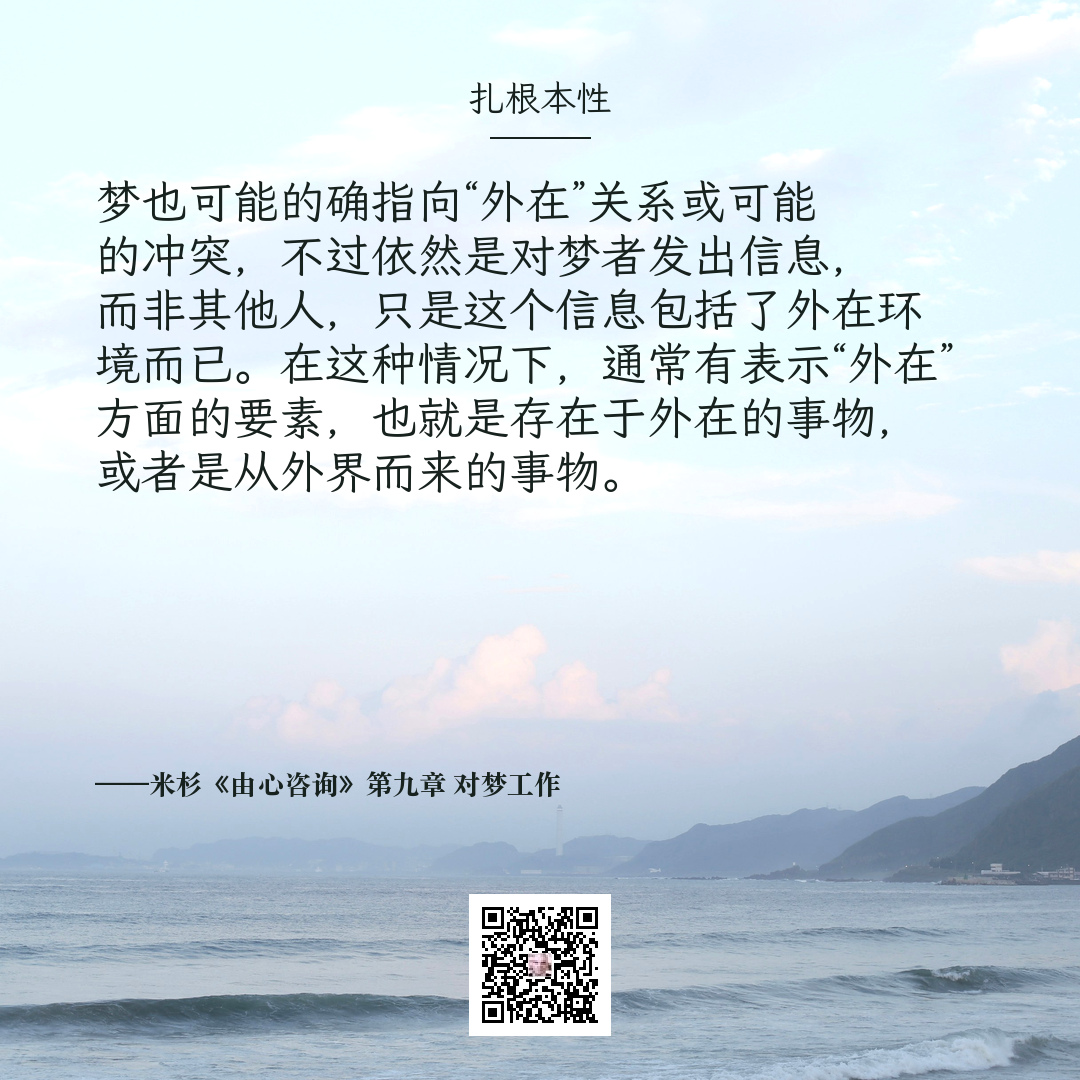 扎根本性
梦也可能的确指向“外在”关系或可能
的冲突，不过依然是对梦者发出信息，
而非其他人，只是这个信息包括了外在环
境而已。在这种情况下，通常有表示“外在”
方面的要素，也就是存在于外在的事物，
或者是从外界而来的事物。
——米杉《由心咨询》第九章 对梦工作